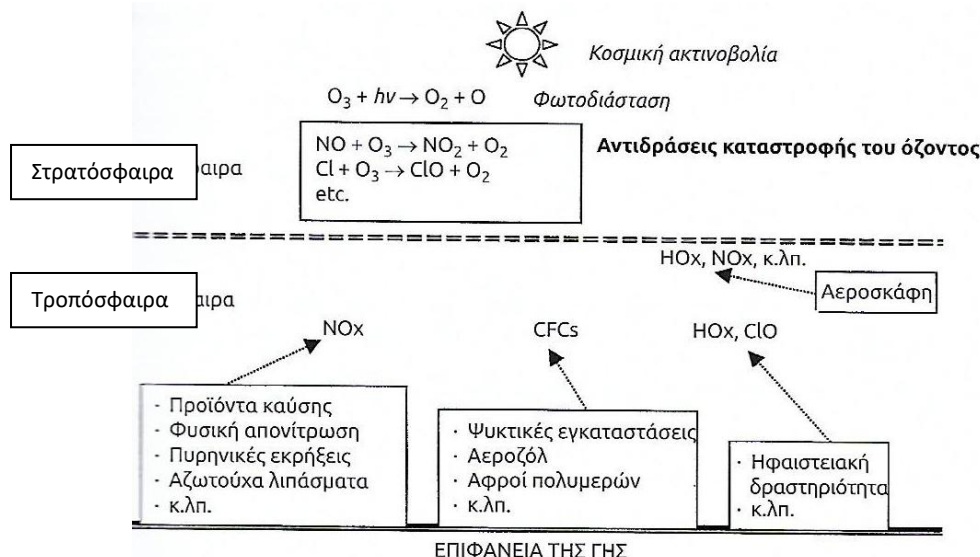 Κοσμική ακτινοβολία
O₃ + hν → O₂ + O Φωτοδιάσταση
NO + O₃ → NO₂ + O₂ Αντιδράσεις καταστροφής του όζοντος
Στρατόσφαιρα αιρα
Cl + O₃ → ClO + O₂
etc.
HOx, NOx, κ.λπ.
Τροπόσφαιρα αιρα
Αεροσκάφη
NOx CFCs HOx, ClO
- Προϊόντα καύσης
- Φυσική απονίτρωση
- Πυρηνικές εκρήξεις
- Αζωτούχα λιπάσματα
- κ.λπ.
· Ψυκτικές εγκαταστάσεις
· Αεροζόλ
· Αφροί πολυμερών
· κ.λπ.
· Ηφαιστειακή
δραστηριότητα
· κ.λπ.
ΕΠΙΦΑΝΕΙΑ ΤΗΣ ΓΗΣ